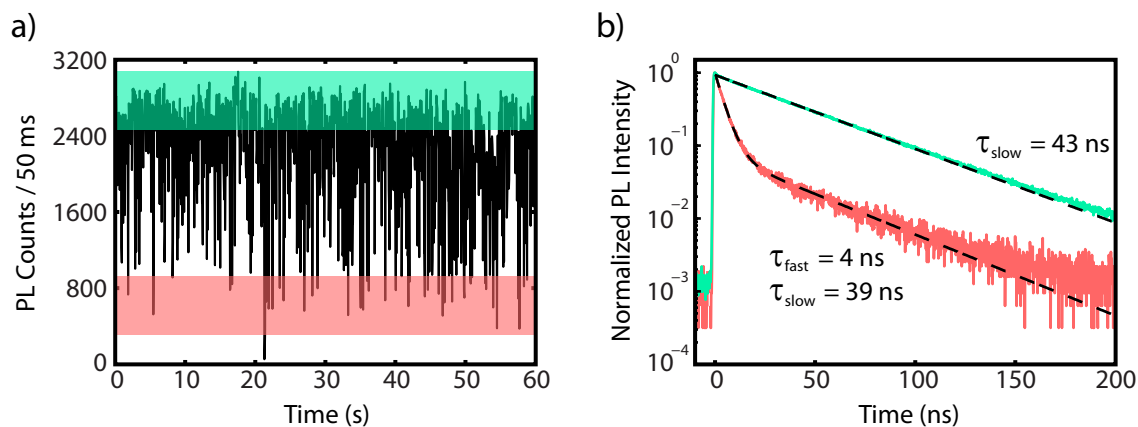 a)
PL Counts / 50 ms
3200
2400
1600
800
0
0 10 20 30 40 50 60
Time (s)
b)
Normalized PL Intensity
10⁰
10⁻¹
10⁻²
10⁻³
10⁻⁴
τslow = 43 ns
τfast = 4 ns
τslow = 39 ns
0 50 100 150 200
Time (ns)